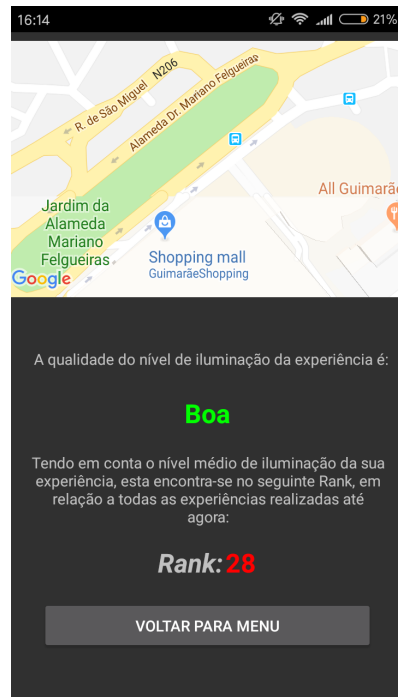 16:14
21%
N206
R. de São Miguel
Alameda Dr. Mariano Felgueiras
All Guimarã
Jardim da
Alameda
Mariano
Felgueiras
Shopping mall
GuimarãeShopping
Google
A qualidade do nível de iluminação da experiência é:
Boa
Tendo em conta o nível médio de iluminação da sua
experiência, esta encontra-se no seguinte Rank, em
relação a todas as experiências realizadas até
agora:
Rank: 28
VOLTAR PARA MENU